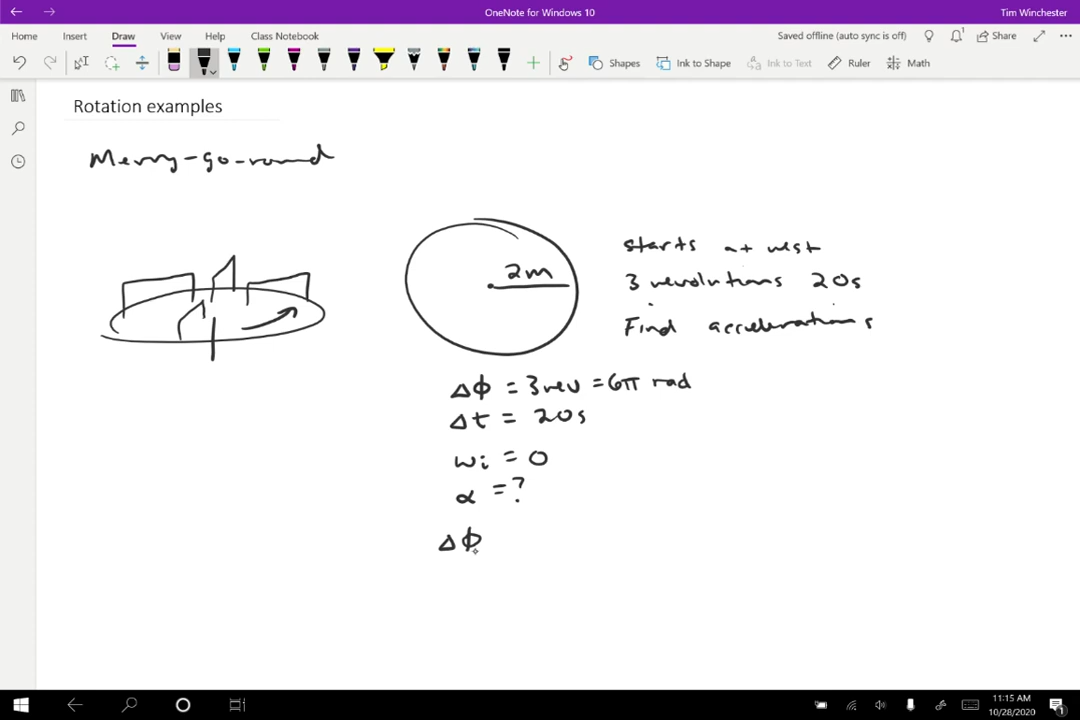 OneNote for Windows 10
Tim Winchester
Home Insert Draw View Help Class Notebook
Saved offline (auto sync is off) Share
Shapes Ink to Shape Ink to Text Ruler Math
Rotation examples
Merry-go-round
2m
starts at rest
3 revolutions 20s
Find accelerations
Δϕ = 3rev = 6π rad
Δt = 20s
ωi = 0
α = ?
Δϕ
11:15 AM
10/28/2020
1